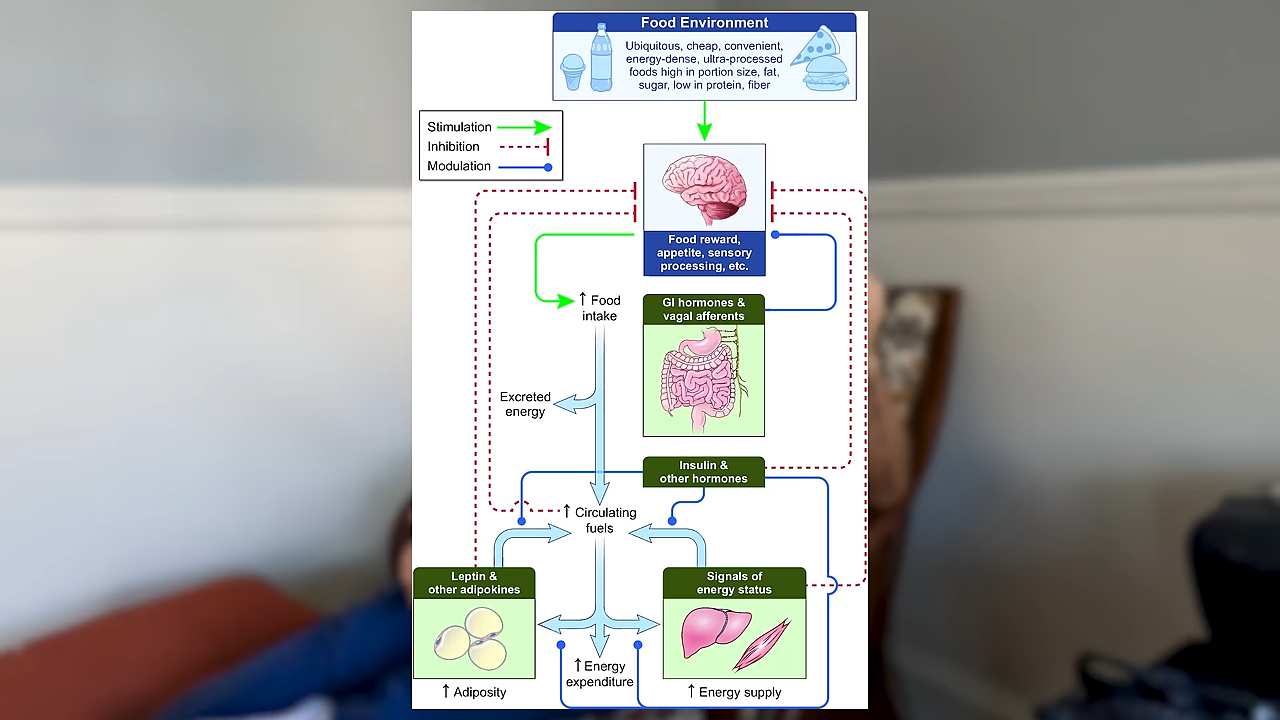 Food Environment
Ubiquitous, cheap, convenient,
energy-dense, ultra-processed
foods high in portion size, fat,
sugar, low in protein, fiber
Stimulation
Inhibition
Modulation
Food reward,
appetite, sensory
processing, etc.
↑ Food
intake
GI hormones &
vagal afferents
Excreted
energy
Insulin &
other hormones
↑ Circulating
fuels
Leptin &
other adipokines
Signals of
energy status
↑ Energy
expenditure
↑ Adiposity
↑ Energy supply